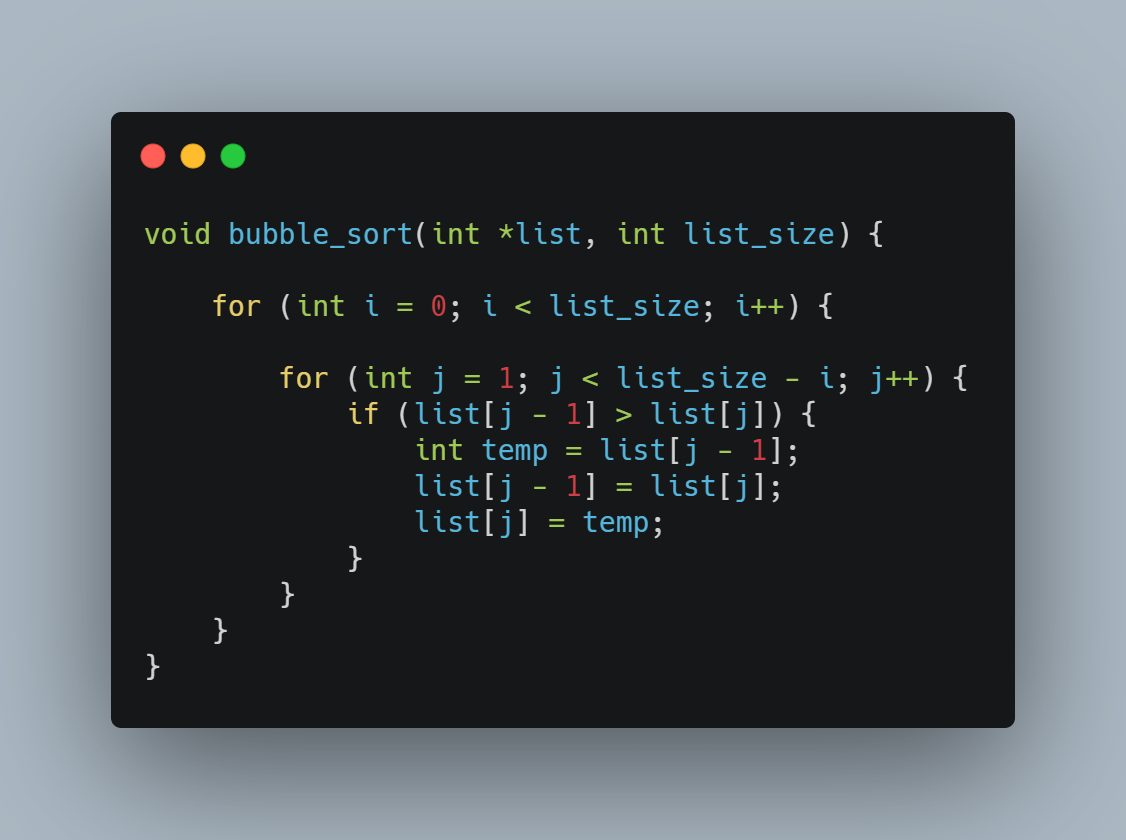 void bubble_sort(int *list, int list_size) {

    for (int i = 0; i < list_size; i++) {

        for (int j = 1; j < list_size - i; j++) {
            if (list[j - 1] > list[j]) {
                int temp = list[j - 1];
                list[j - 1] = list[j];
                list[j] = temp;
            }
        }
    }
}